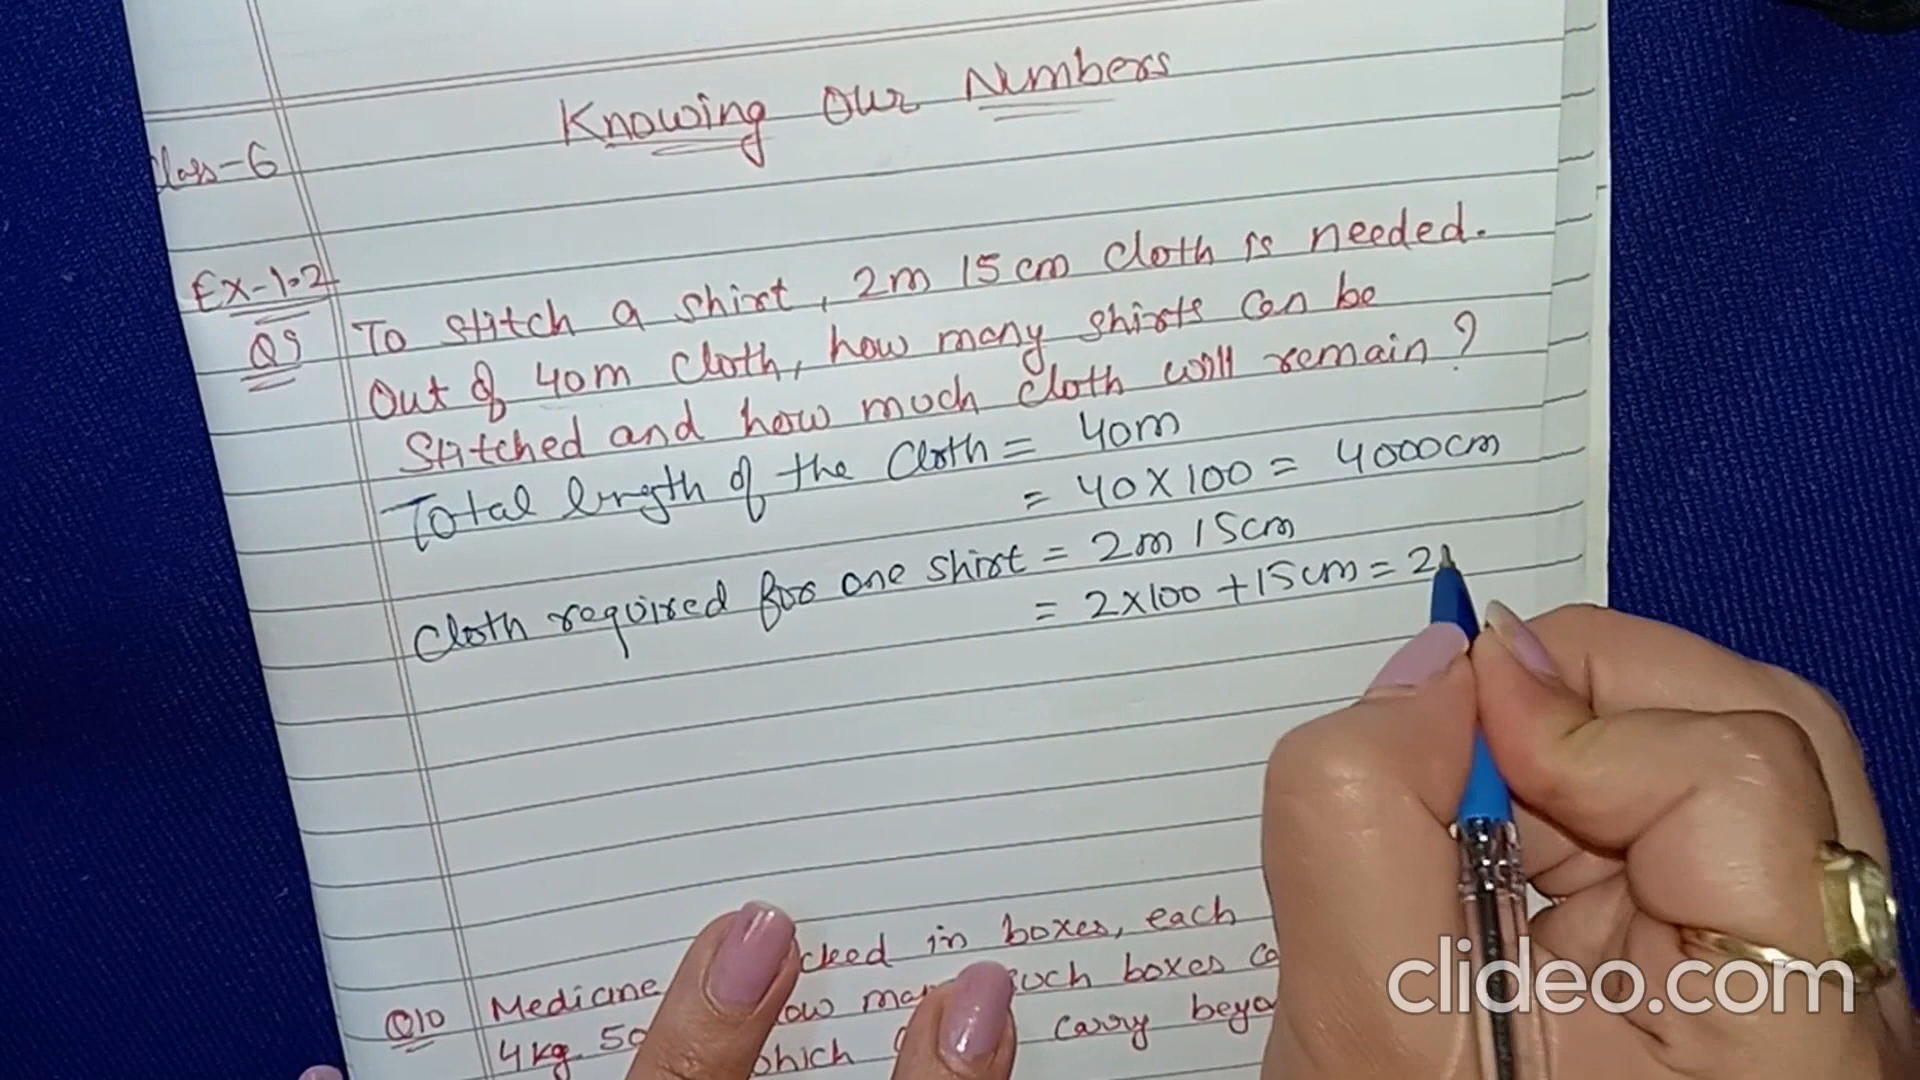 Knowing Our Numbers
Class-6
Ex-1.2
Q9 To stitch a shirt, 2m 15cm cloth is needed.
Out of 40m cloth, how many shirts can be
stitched and how much cloth will remain?
Total length of the cloth = 40m
= 40×100 = 4000cm
Cloth required for one shirt = 2m 15cm
= 2×100 + 15cm = 21
Q10 Medicine in boxes, each
4kg such boxes
which carry
clideo.com